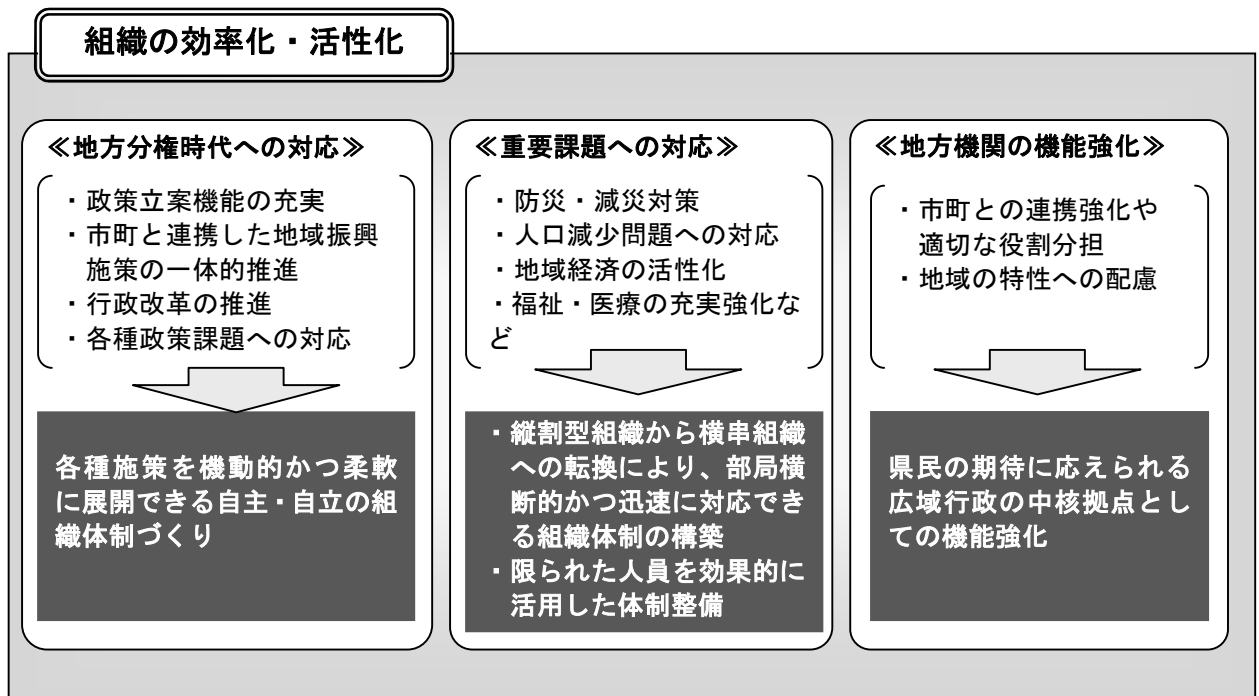 組織の効率化・活性化
≪地方分権時代への対応≫
・政策立案機能の充実
・市町と連携した地域振興
施策の一体的推進
・行政改革の推進
・各種政策課題への対応
各種施策を機動的かつ柔軟
に展開できる自主・自立の組
織体制づくり
≪重要課題への対応≫
・防災・減災対策
・人口減少問題への対応
・地域経済の活性化
・福祉・医療の充実強化な
ど
・縦割型組織から横串組織
への転換により、部局横
断的かつ迅速に対応でき
る組織体制の構築
・限られた人員を効果的に
活用した体制整備
≪地方機関の機能強化≫
・市町との連携強化や
適切な役割分担
・地域の特性への配慮
県民の期待に応えられる
広域行政の中核拠点とし
ての機能強化